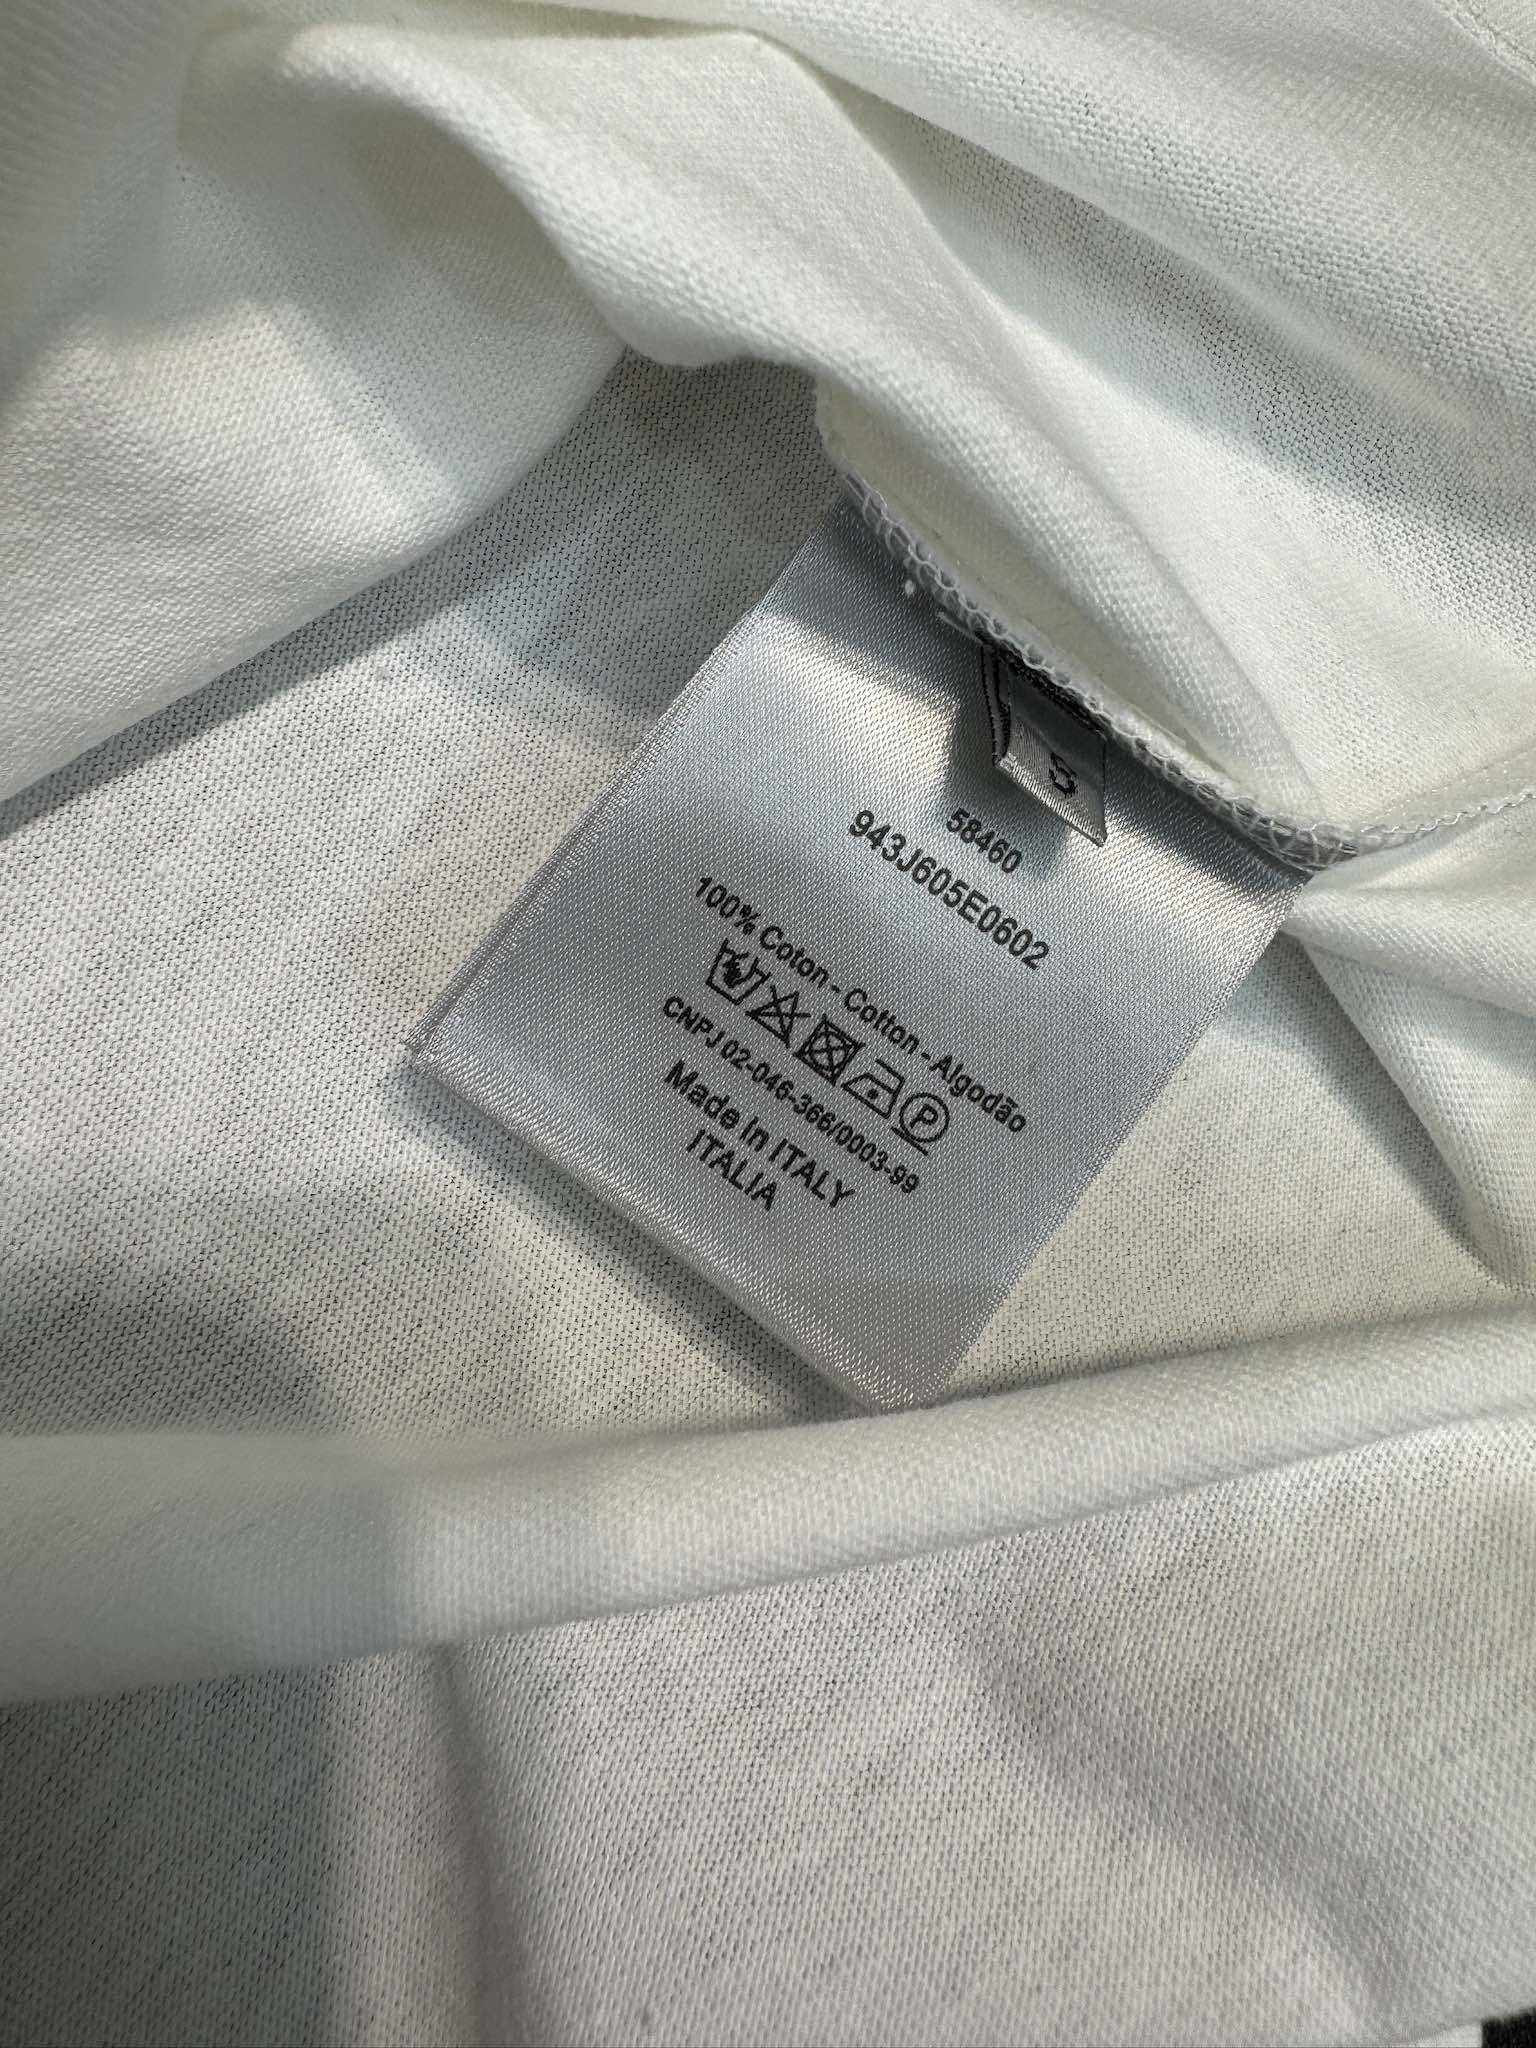 S
58460
943J605E0602
100% Coton - Cotton - Algodão
P
CNPJ 02-046-366/0003-99
Made in ITALY
ITALIA